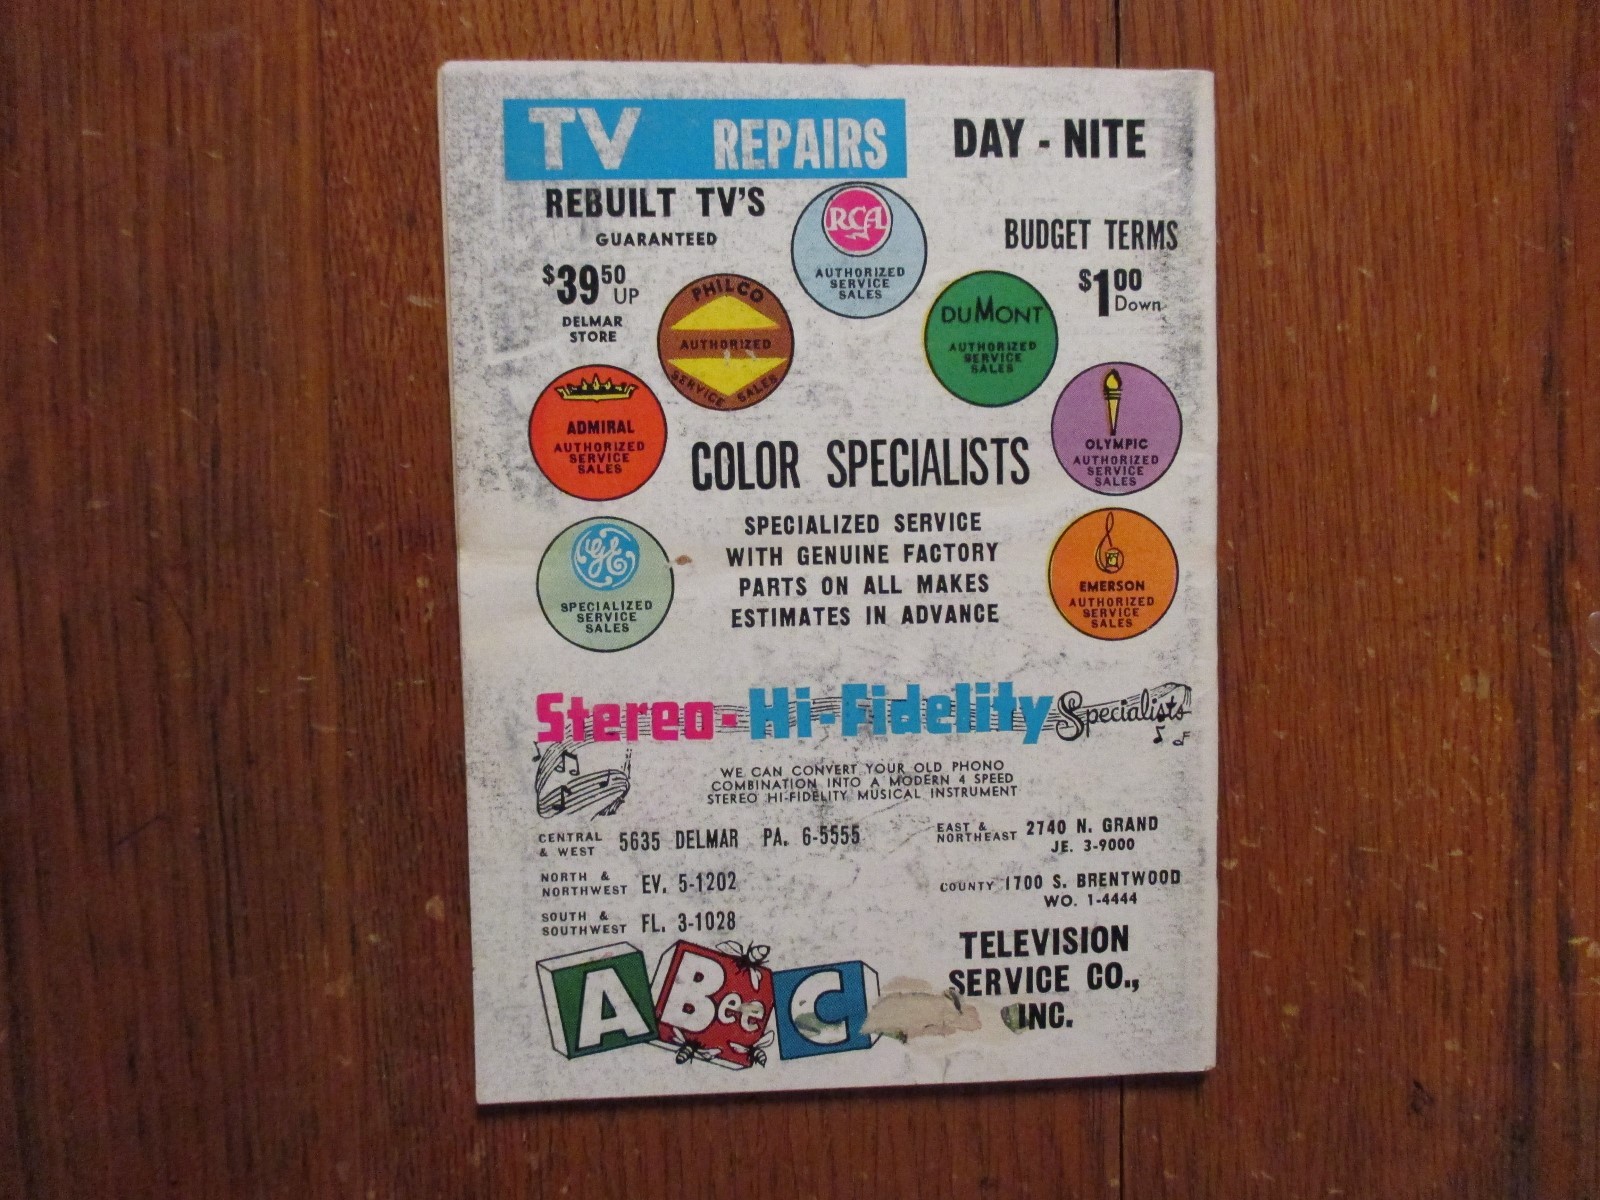 TV REPAIRS DAY - NITE
REBUILT TV'S
GUARANTEED
$39.50 UP
DELMAR
STORE
RCA
AUTHORIZED
SERVICE
SALES
BUDGET TERMS
$1.00 Down
PHILCO
AUTHORIZED
SERVICE SALES
DUMONT
AUTHORIZED
SERVICE
SALES
ADMIRAL
AUTHORIZED
SERVICE
SALES
COLOR SPECIALISTS
OLYMPIC
AUTHORIZED
SERVICE
SALES
GE
SPECIALIZED
SERVICE
SALES
SPECIALIZED SERVICE
WITH GENUINE FACTORY
PARTS ON ALL MAKES
ESTIMATES IN ADVANCE
EMERSON
AUTHORIZED
SERVICE
SALES
Stereo - Hi-Fidelity Specialists
WE CAN CONVERT YOUR OLD PHONO
COMBINATION INTO A MODERN 4 SPEED
STEREO HI-FIDELITY MUSICAL INSTRUMENT
CENTRAL
& WEST 5635 DELMAR PA. 6-5555
EAST &
NORTHEAST 2740 N. GRAND
JE. 3-9000
NORTH &
NORTHWEST EV. 5-1202
COUNTY 1700 S. BRENTWOOD
WO. 1-4444
SOUTH &
SOUTHWEST FL. 3-1028
A Bee C
TELEVISION
SERVICE CO.,
INC.